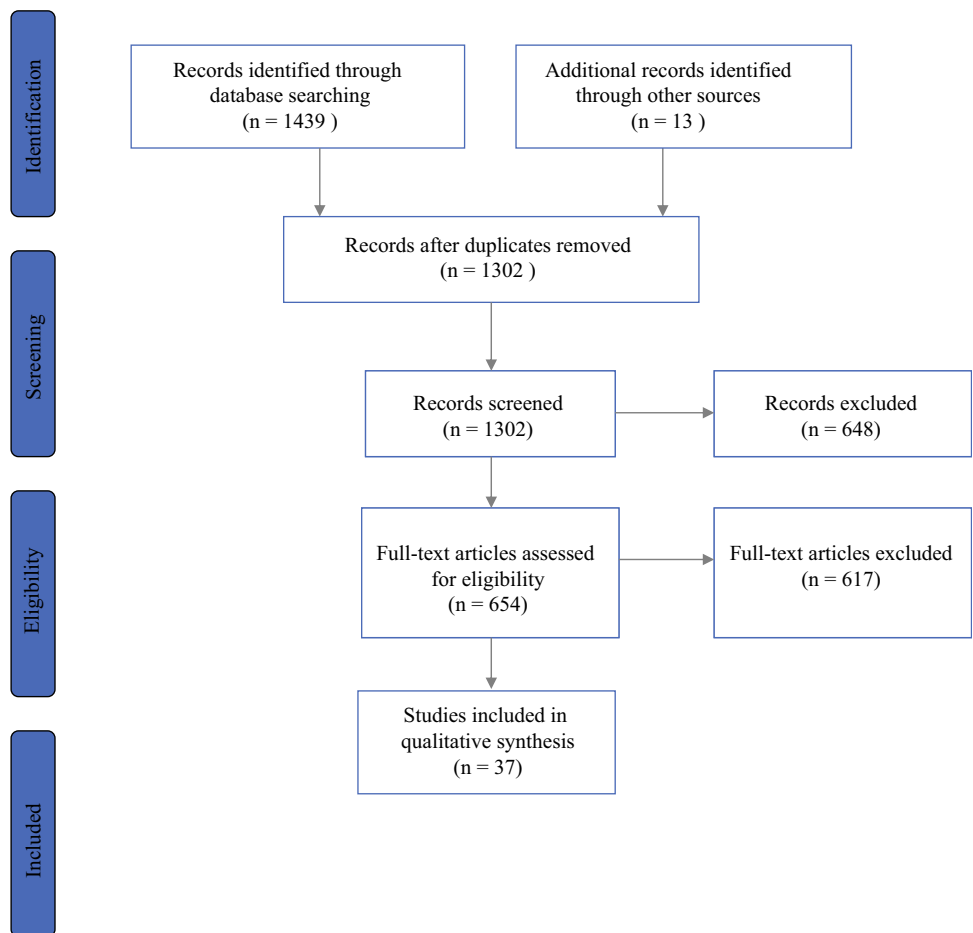 Identification
Records identified through
database searching
(n = 1439 )
Additional records identified
through other sources
(n = 13 )
Records after duplicates removed
(n = 1302 )
Screening
Records screened
(n = 1302)
Records excluded
(n = 648)
Eligibility
Full-text articles assessed
for eligibility
(n = 654)
Full-text articles excluded
(n = 617)
Studies included in
qualitative synthesis
(n = 37)
Included